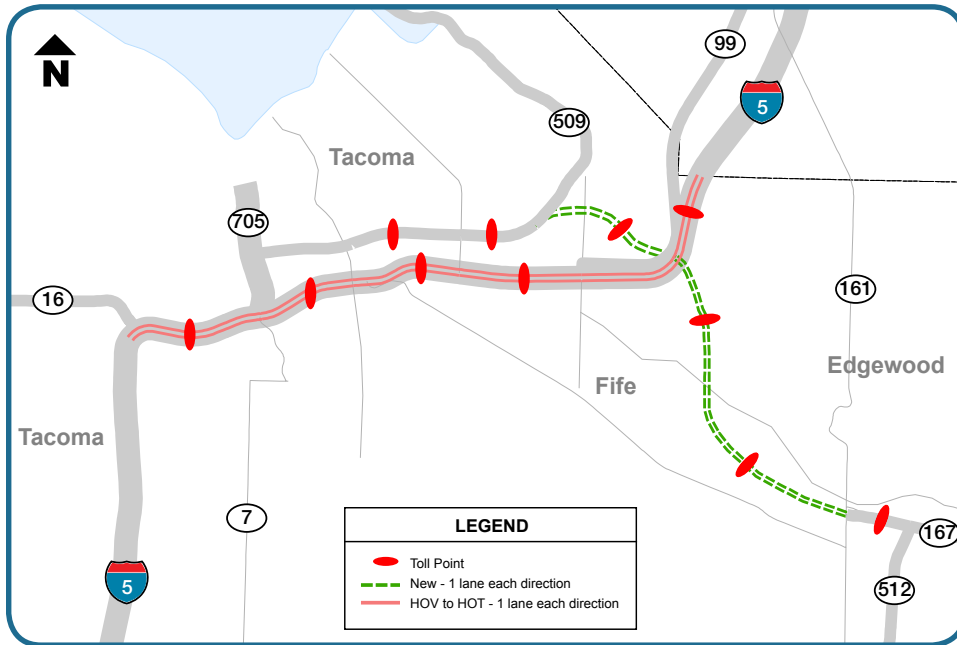 N
99
5
509
Tacoma
705
16
161
Edgewood
Fife
Tacoma
7
5
167
512
LEGEND
Toll Point
New - 1 lane each direction
HOV to HOT - 1 lane each direction